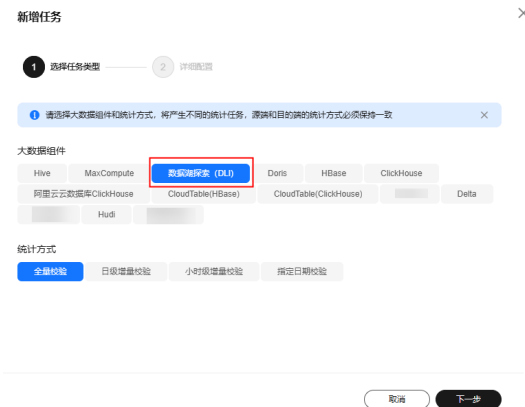 新增任务
1 选择任务类型 2 详细配置
请选择大数据组件和统计方式，将产生不同的统计任务，源端和目的端的统计方式必须保持一致
大数据组件
Hive MaxCompute 数据湖探索（DLI） Doris HBase ClickHouse
阿里云云数据库ClickHouse CloudTable(HBase) CloudTable(ClickHouse) Delta
Hudi
统计方式
全量校验 日级增量校验 小时级增量校验 指定日期校验
取消 下一步